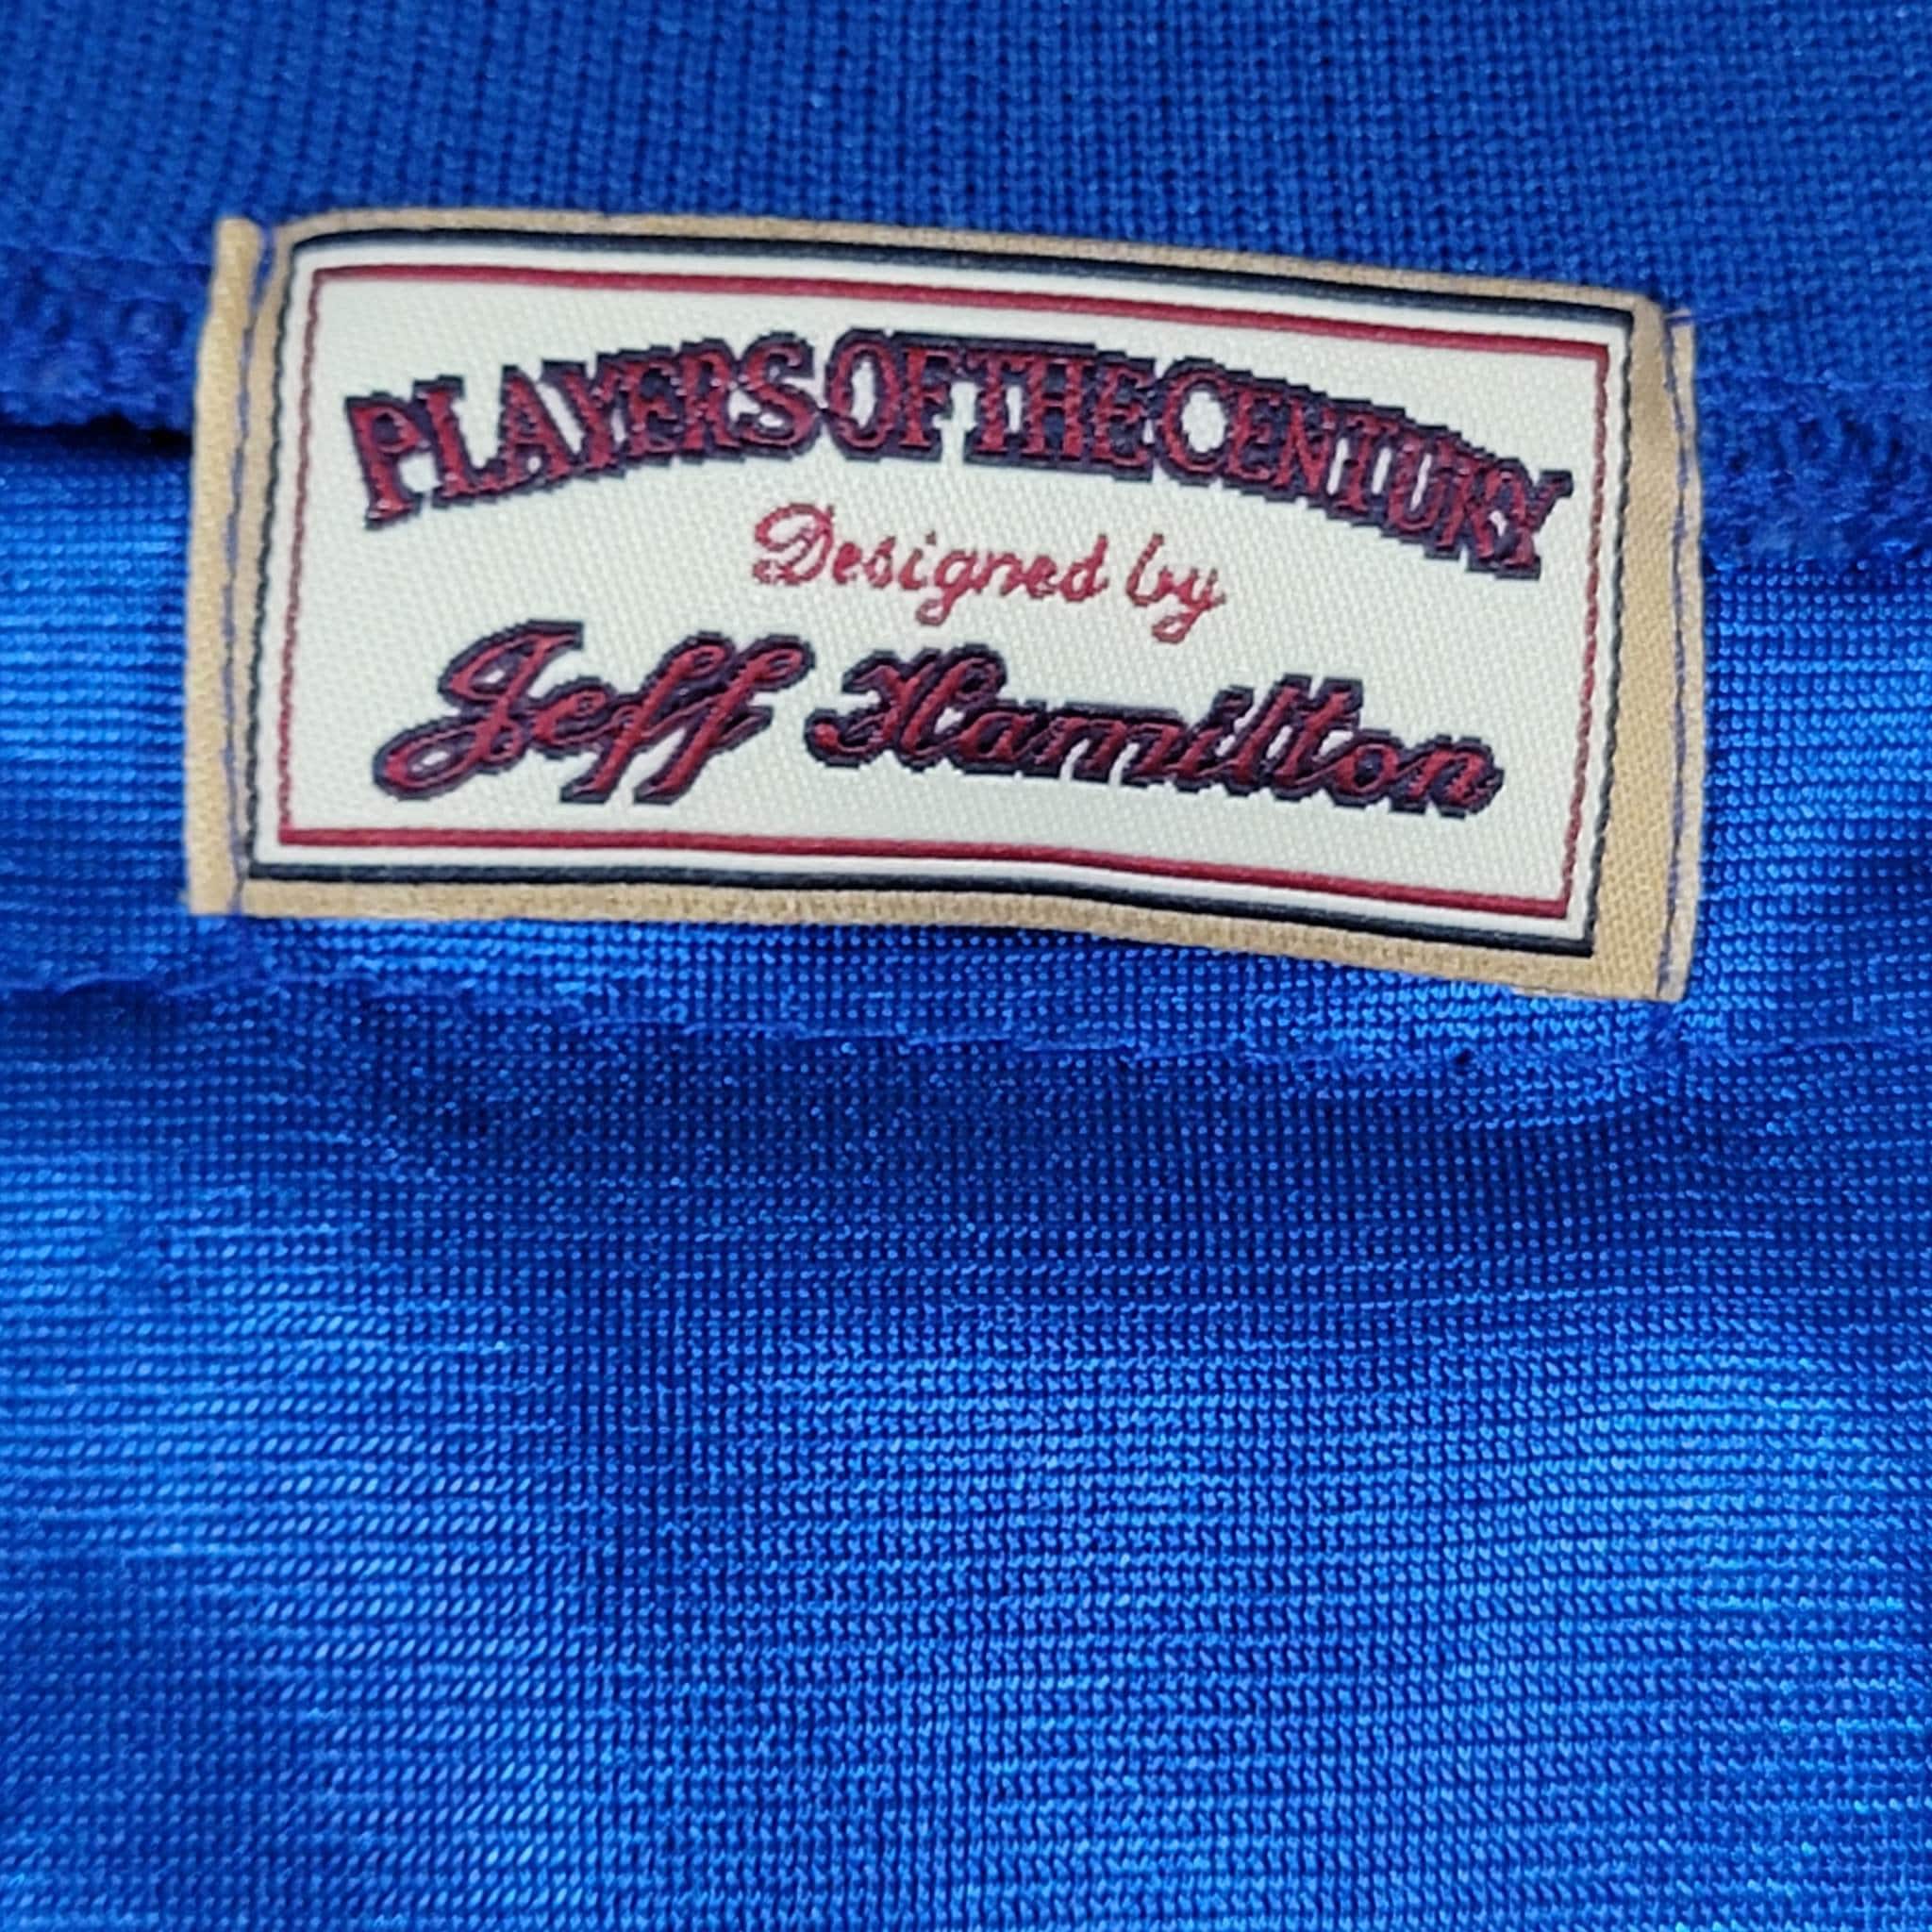 PLAYERS OF THE CENTURY
Designed by
Jeff Hamilton